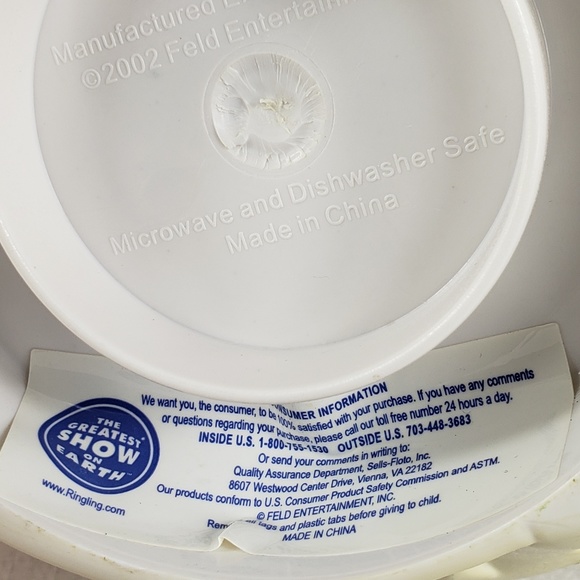 Manufactured
©2002 Feld Entertainment
Microwave and Dishwasher Safe
Made in China
THE
GREATEST
SHOW
ON
EARTH
www.Ringling.com
CONSUMER INFORMATION
We want you, the consumer, to be 100% satisfied with your purchase. If you have any comments
or questions regarding your purchase, please call our toll free number 24 hours a day.
INSIDE U.S. 1-800-755-1530 OUTSIDE U.S. 703-448-3683
Or send your comments in writing to:
Quality Assurance Department, Sells-Floto, Inc.
8607 Westwood Center Drive, Vienna, VA 22182
Our products conform to U.S. Consumer Product Safety Commission and ASTM.
© FELD ENTERTAINMENT, INC.
tags and plastic tabs before giving to child.
MADE IN CHINA